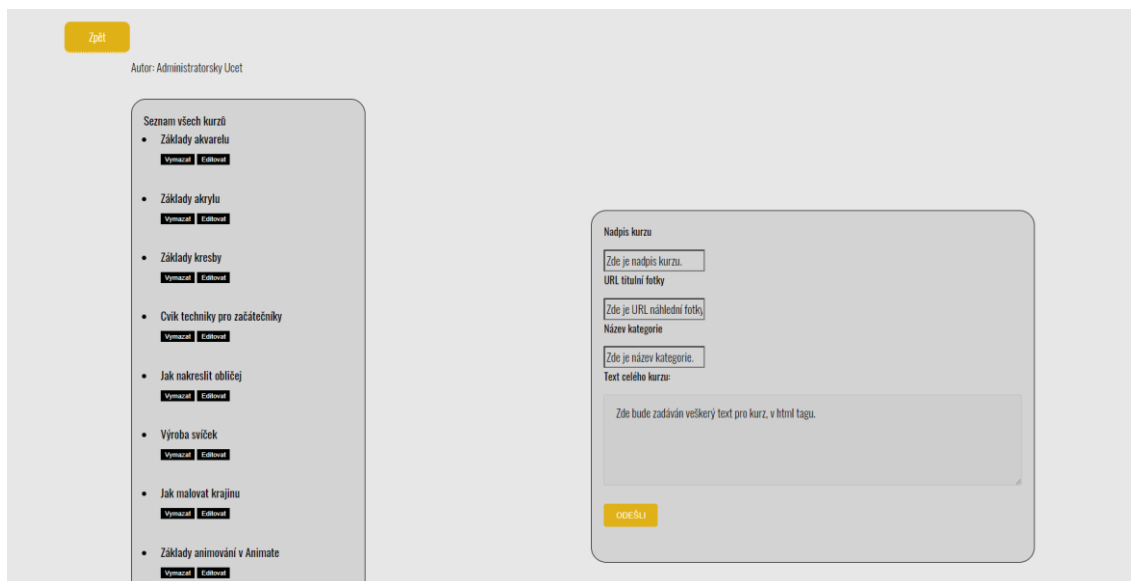 Zpět
Autor: Administratorsky Ucet
Seznam všech kurzů
Základy akvarelu
Vymazat Editovat
Základy akrylu
Vymazat Editovat
Základy kresby
Vymazat Editovat
Cvik techniky pro začátečníky
Vymazat Editovat
Jak nakreslit obličej
Vymazat Editovat
Výroba svíček
Vymazat Editovat
Jak malovat krajinu
Vymazat Editovat
Základy animování v Animate
Vymazat Editovat
Nadpis kurzu
Zde je nadpis kurzu.
URL titulní fotky
Zde je URL náhlední fotky
Název kategorie
Zde je název kategorie.
Text celého kurzu:
Zde bude zadáván veškerý text pro kurz, v html tagu.
ODEŠLI